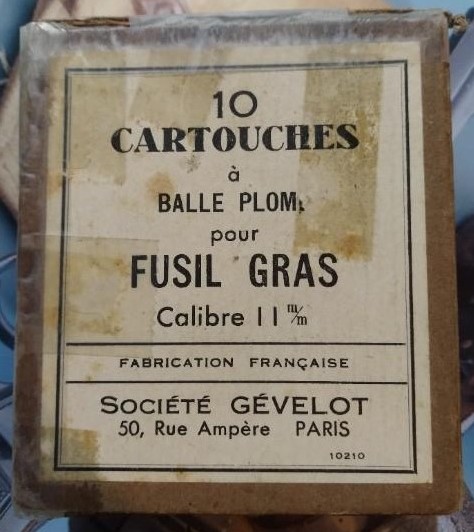 10
CARTOUCHES
à
BALLE PLOM
pour
FUSIL GRAS
Calibre 11 m/m
FABRICATION FRANÇAISE
SOCIÉTÉ GÉVELOT
50, Rue Ampère PARIS
10210